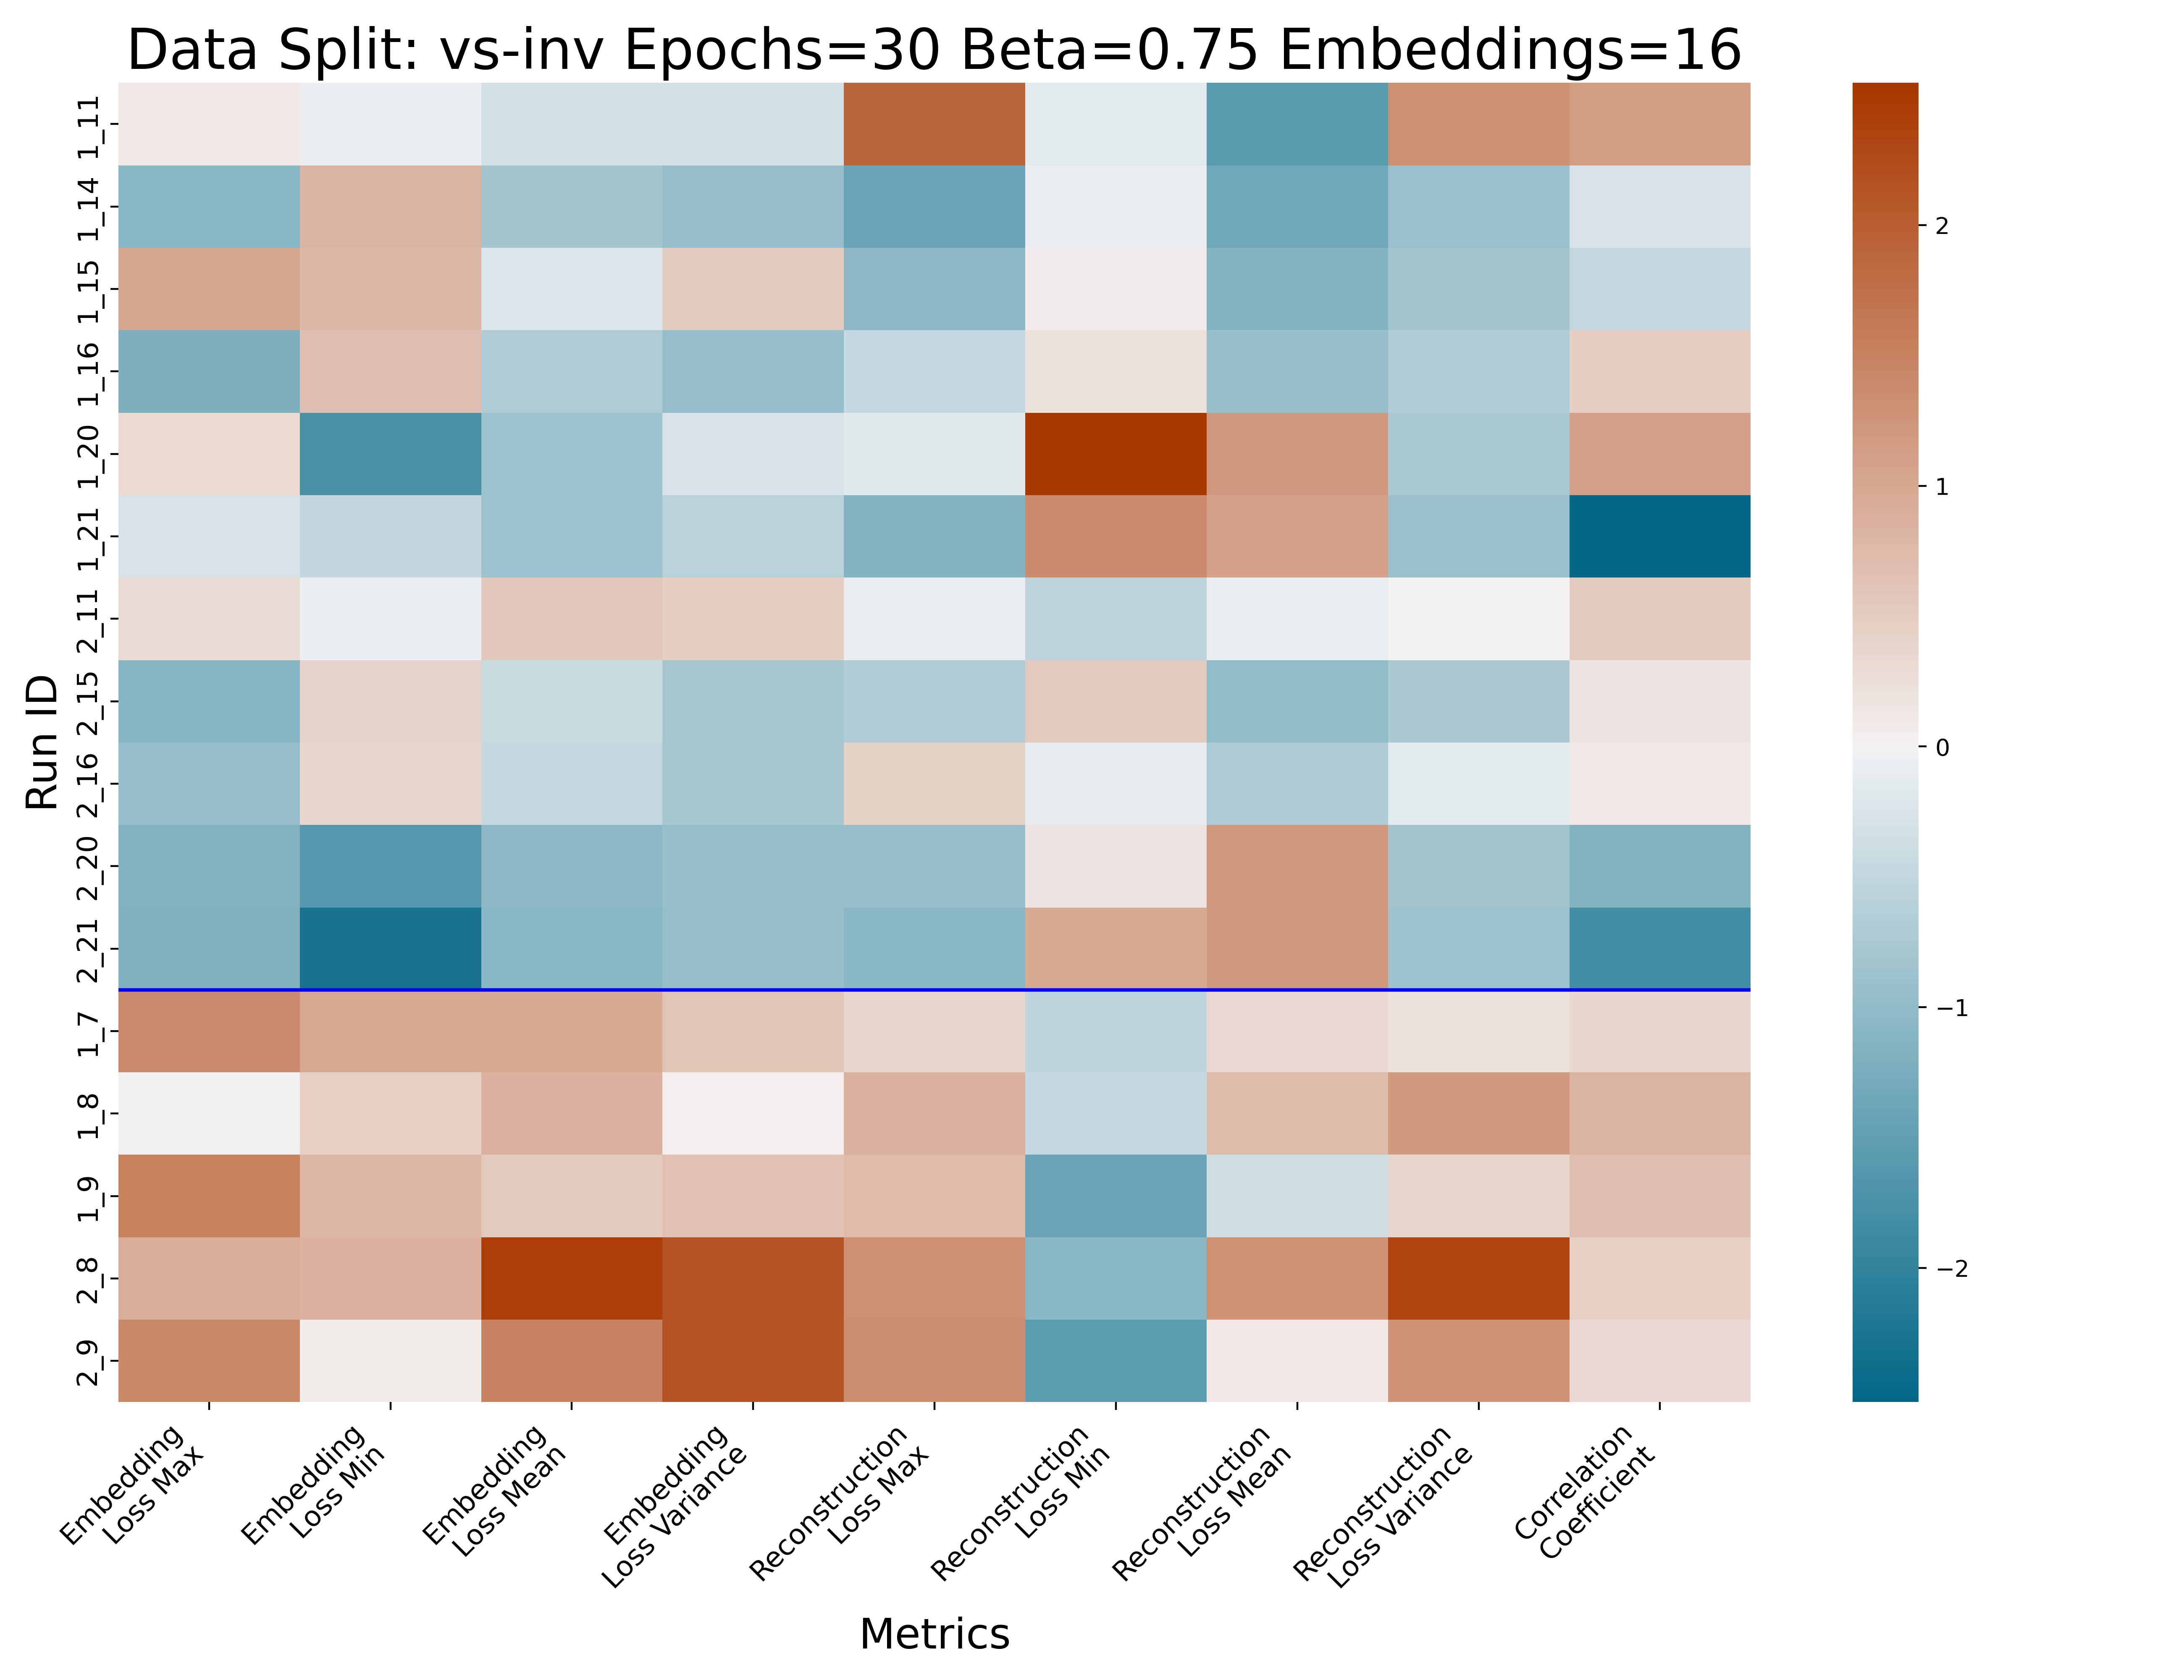 Data Split: vs-inv Epochs=30 Beta=0.75 Embeddings=16
Run ID
1_11
1_14
1_15
1_16
1_20
1_21
2_11
2_15
2_16
2_20
2_21
1_7
1_8
1_9
2_8
2_9
Embedding
Loss Max
Embedding
Loss Min
Embedding
Loss Mean
Embedding
Loss Variance
Reconstruction
Loss Max
Reconstruction
Loss Min
Reconstruction
Loss Mean
Reconstruction
Loss Variance
Correlation
Coefficient
Metrics
2
1
0
−1
−2